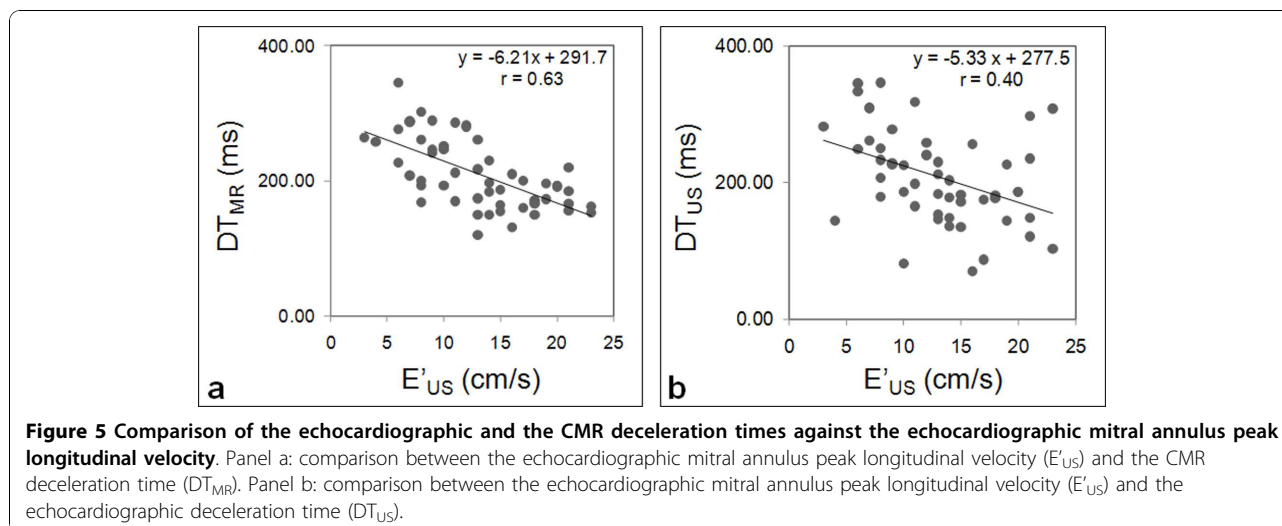 400.00
y = -6.21x + 291.7
r = 0.63
200.00
0.00
DT_MR (ms)
0 5 10 15 20 25
E'_US (cm/s)
a
400.00
y = -5.33 x + 277.5
r = 0.40
200.00
0.00
DT_US (ms)
0 5 10 15 20 25
E'_US (cm/s)
b
Figure 5 Comparison of the echocardiographic and the CMR deceleration times against the echocardiographic mitral annulus peak
longitudinal velocity. Panel a: comparison between the echocardiographic mitral annulus peak longitudinal velocity (E'_US) and the CMR
deceleration time (DT_MR). Panel b: comparison between the echocardiographic mitral annulus peak longitudinal velocity (E'_US) and the
echocardiographic deceleration time (DT_US).